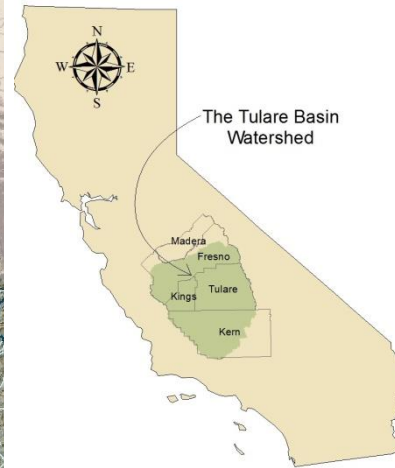 N
W E
S
The Tulare Basin
Watershed
Madera
Fresno
Kings Tulare
Kern